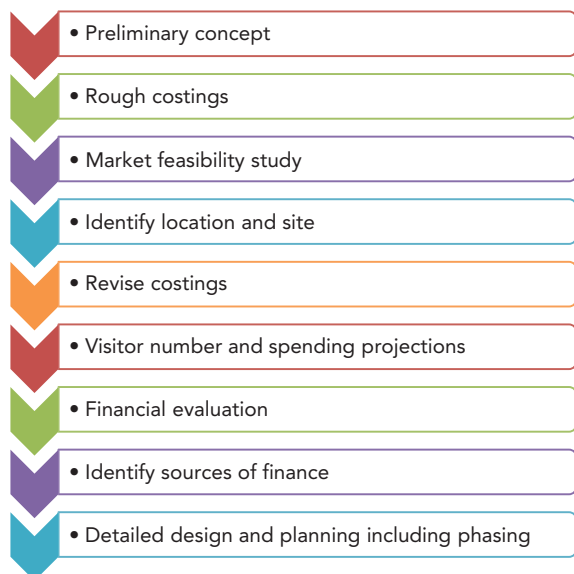 • Preliminary concept
• Rough costings
• Market feasibility study
• Identify location and site
• Revise costings
• Visitor number and spending projections
• Financial evaluation
• Identify sources of finance
• Detailed design and planning including phasing